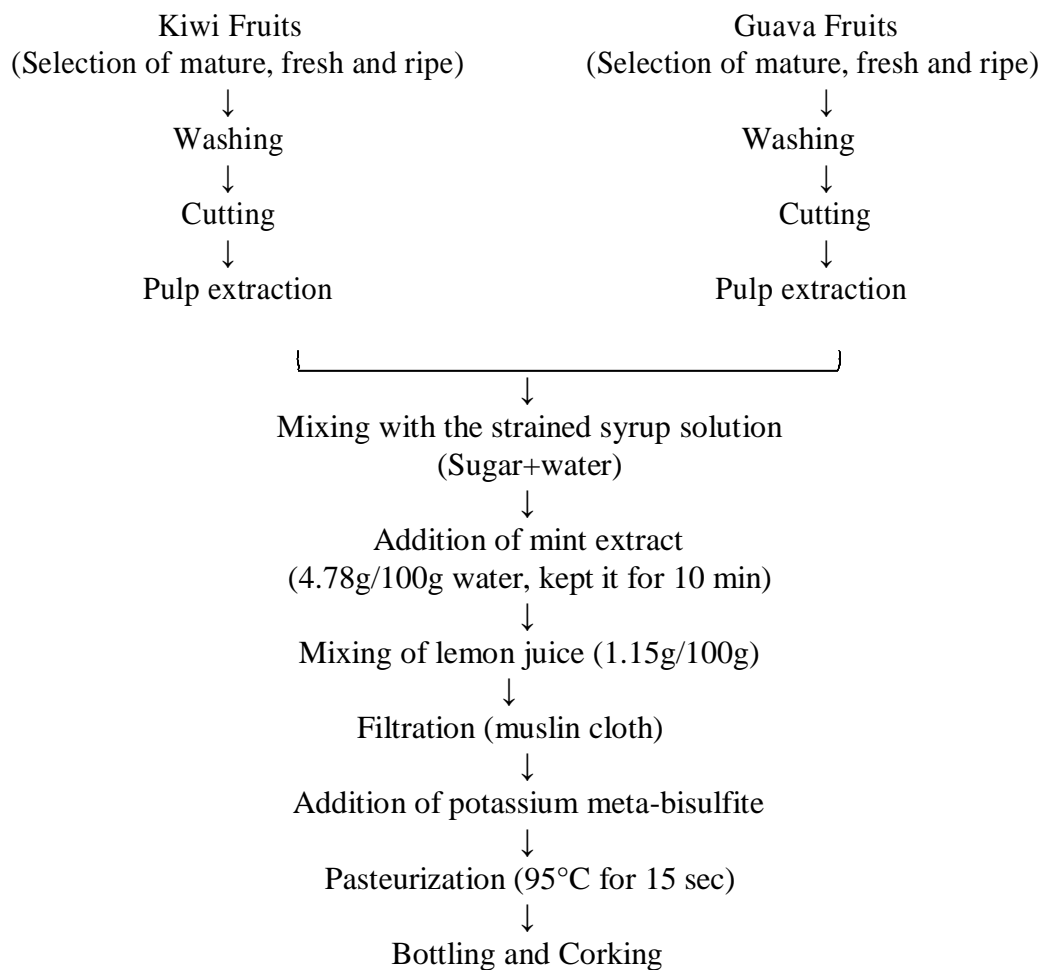 Kiwi Fruits
(Selection of mature, fresh and ripe)
↓
Washing
↓
Cutting
↓
Pulp extraction
Guava Fruits
(Selection of mature, fresh and ripe)
↓
Washing
↓
Cutting
↓
Pulp extraction
↓
Mixing with the strained syrup solution
(Sugar+water)
↓
Addition of mint extract
(4.78g/100g water, kept it for 10 min)
↓
Mixing of lemon juice (1.15g/100g)
↓
Filtration (muslin cloth)
↓
Addition of potassium meta-bisulfite
↓
Pasteurization (95°C for 15 sec)
↓
Bottling and Corking